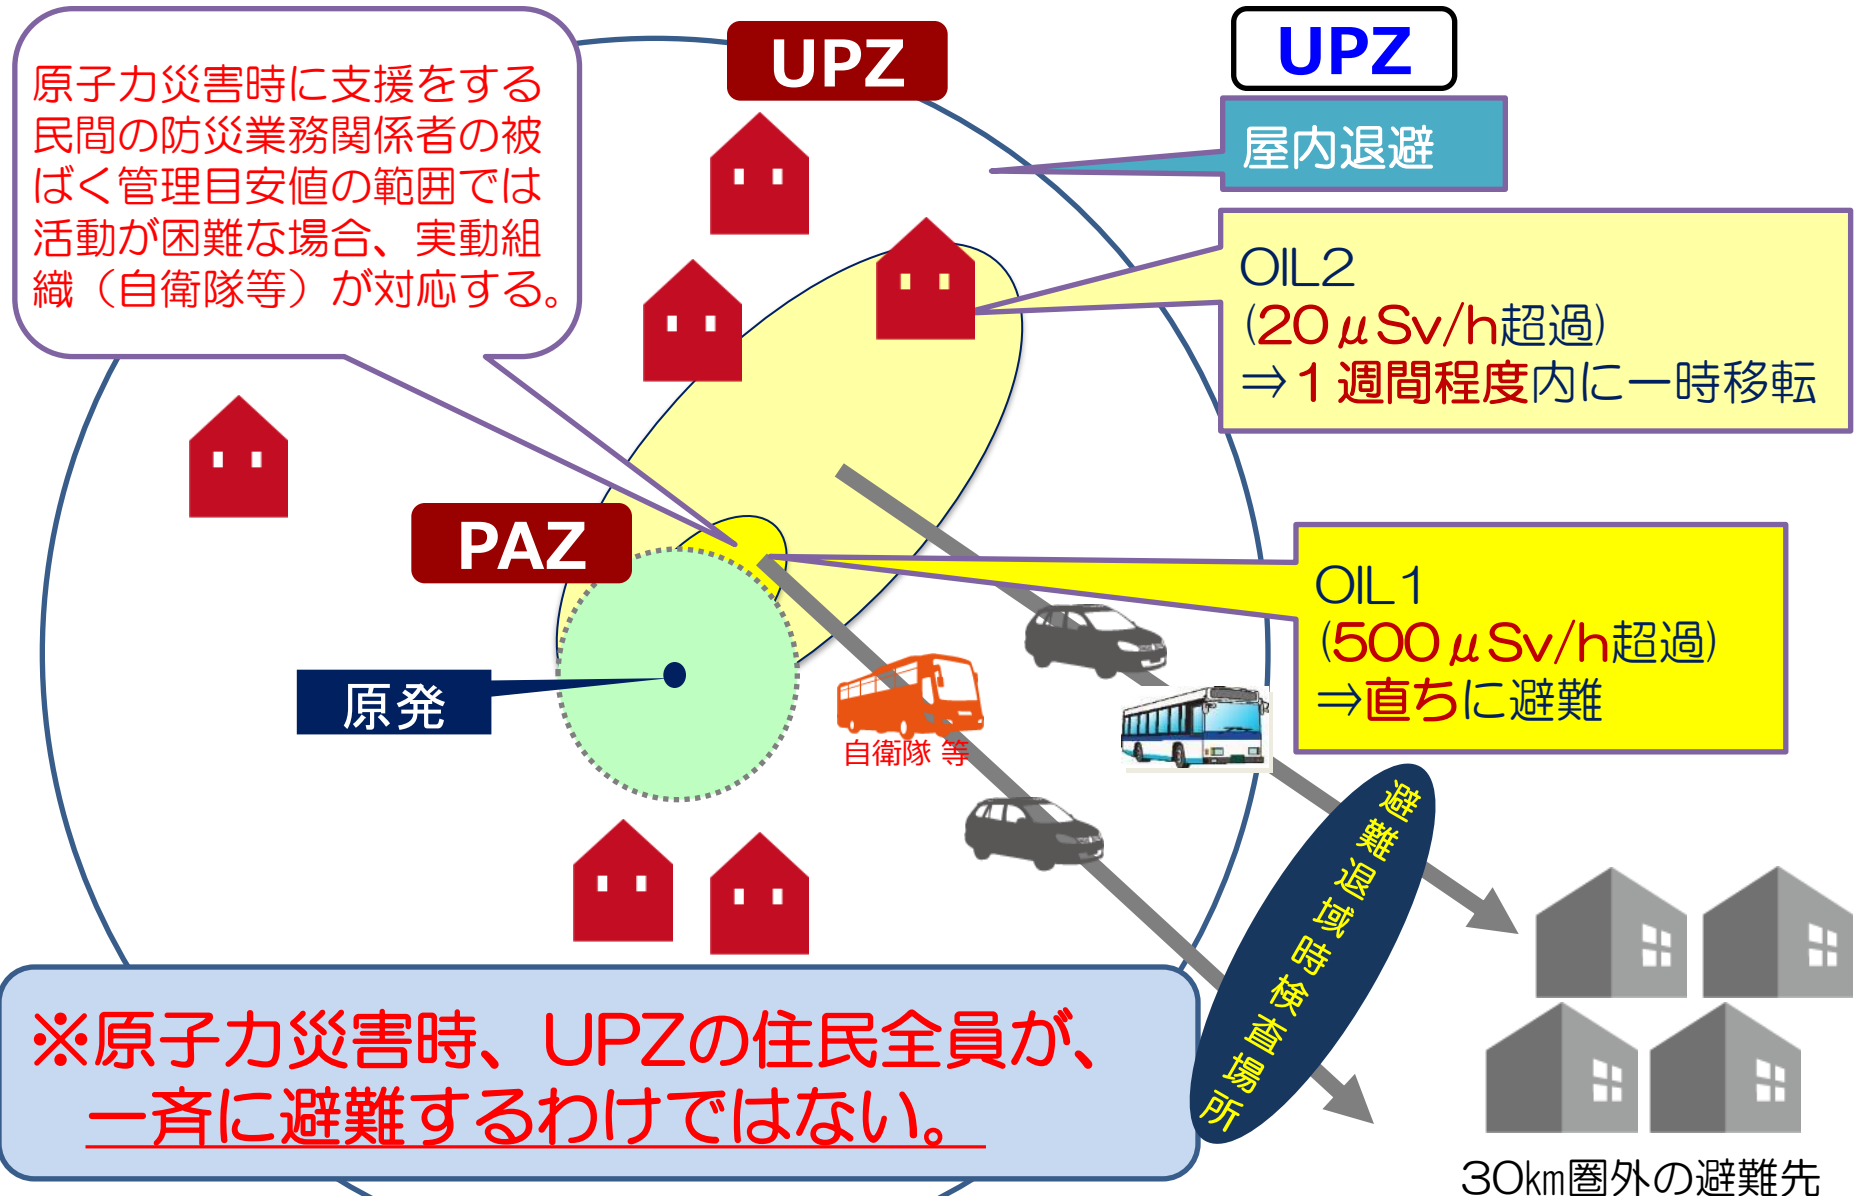 原子力災害時に支援をする
民間の防災業務関係者の被
ばく管理目安値の範囲では
活動が困難な場合、実動組
織（自衛隊等）が対応する。
UPZ
UPZ
屋内退避
OIL2
(20μSv/h超過)
⇒1週間程度内に一時移転
PAZ
OIL1
(500μSv/h超過)
⇒直ちに避難
原発
自衛隊 等
避難退域時検査場所
※原子力災害時、UPZの住民全員が、
一斉に避難するわけではない。
30km圏外の避難先